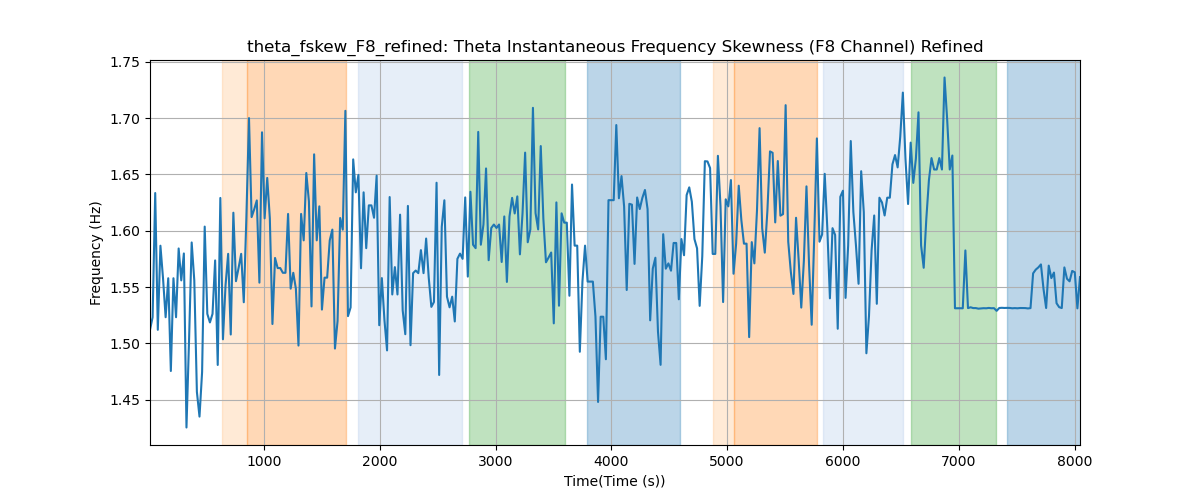 theta_fskew_F8_refined: Theta Instantaneous Frequency Skewness (F8 Channel) Refined
1.75
1.70
1.65
1.60
1.55
1.50
1.45
Frequency (Hz)
1000 2000 3000 4000 5000 6000 7000 8000
Time(Time (s))